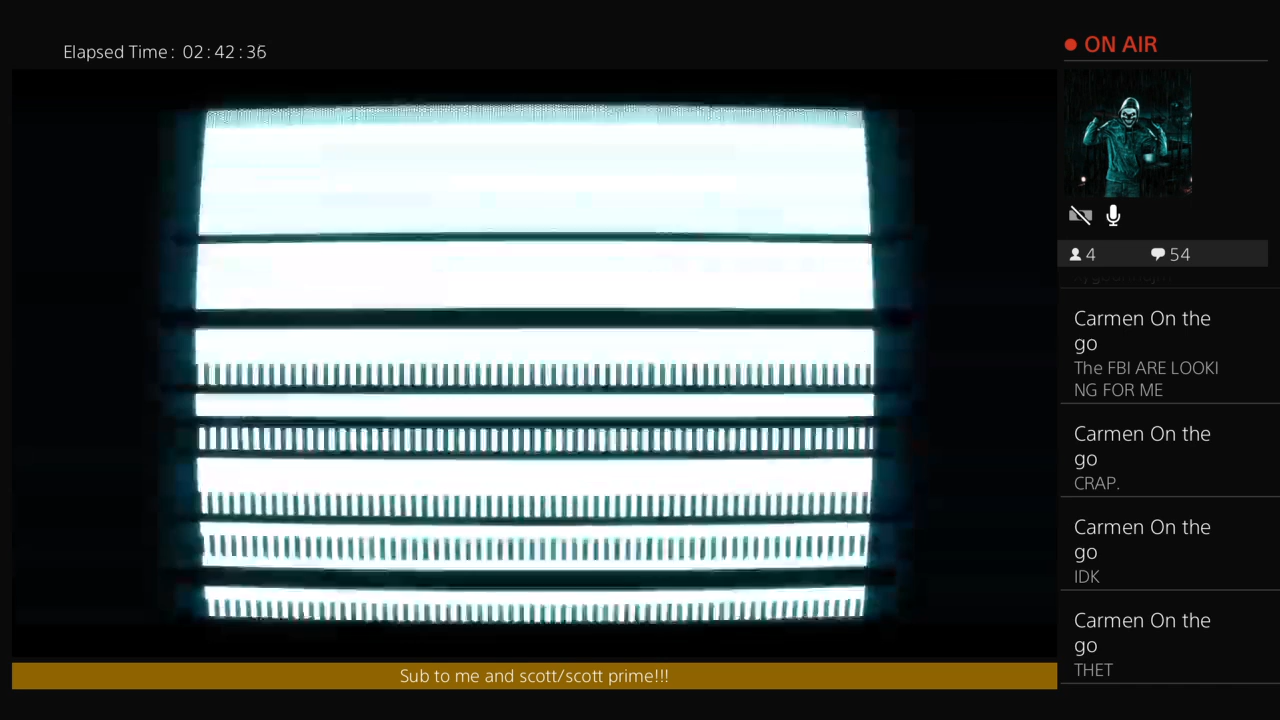 Elapsed Time: 02:42:36
ON AIR
4
54
Carmen On the
go
The FBI ARE LOOKI
NG FOR ME
Carmen On the
go
CRAP.
Carmen On the
go
IDK
Carmen On the
go
THET
Sub to me and scott/scott prime!!!